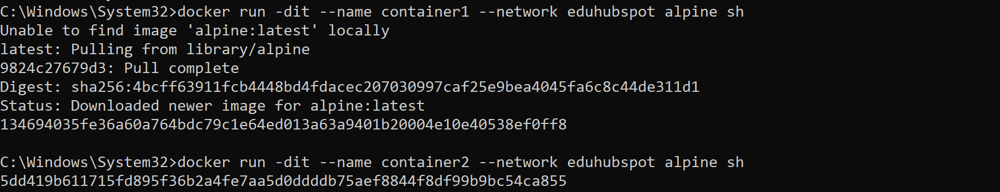 C:\Windows\System32>docker run -dit --name container1 --network eduhubspot alpine sh
Unable to find image 'alpine:latest' locally
latest: Pulling from library/alpine
9824c27679d3: Pull complete
Digest: sha256:4bcff63911fcb4448bd4fdacec207030997caf25e9bea4045fa6c8c44de311d1
Status: Downloaded newer image for alpine:latest
134694035fe36a60a764bdc79c1e64ed013a63a9401b20004e10e40538ef0ff8
C:\Windows\System32>docker run -dit --name container2 --network eduhubspot alpine sh
5dd419b611715fd895f36b2a4fe7aa5d0ddddb75aef8844f8df99b9bc54ca855